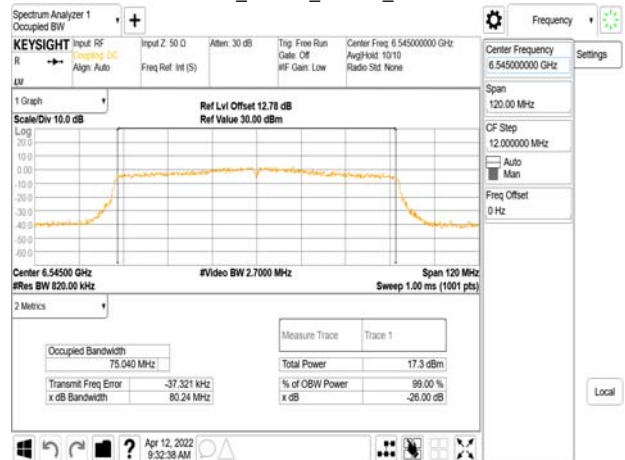 Spectrum Analyzer 1
Occupied BW
Frequency
KEYSIGHT
R
Input: RF
Coupling: DC
Align: Auto
Input Z: 50 Ω
Freq Ref: Int (S)
Atten: 30 dB
Trig: Free Run
Gate: Off
#IF Gain: Low
Center Freq: 6.545000000 GHz
Avg|Hold: 10/10
Radio Std: None
Center Frequency
6.545000000 GHz
Settings
Span
120.00 MHz
CF Step
12.000000 MHz
Auto
Man
Freq Offset
0 Hz
Local
1 Graph
Scale/Div 10.0 dB
Ref Lvl Offset 12.78 dB
Ref Value 30.00 dBm
Log
20.0
10.0
0.00
-10.0
-20.0
-30.0
-40.0
-50.0
-60.0
Center 6.54500 GHz
#Video BW 2.7000 MHz
Span 120 MHz
#Res BW 820.00 kHz
Sweep 1.00 ms (1001 pts)
2 Metrics
Measure Trace Trace 1
Occupied Bandwidth
75.040 MHz
Total Power 17.3 dBm
Transmit Freq Error -37.321 kHz
% of OBW Power 99.00 %
x dB Bandwidth 80.24 MHz
x dB -26.00 dB
?
Apr 12, 2022
9:32:38 AM